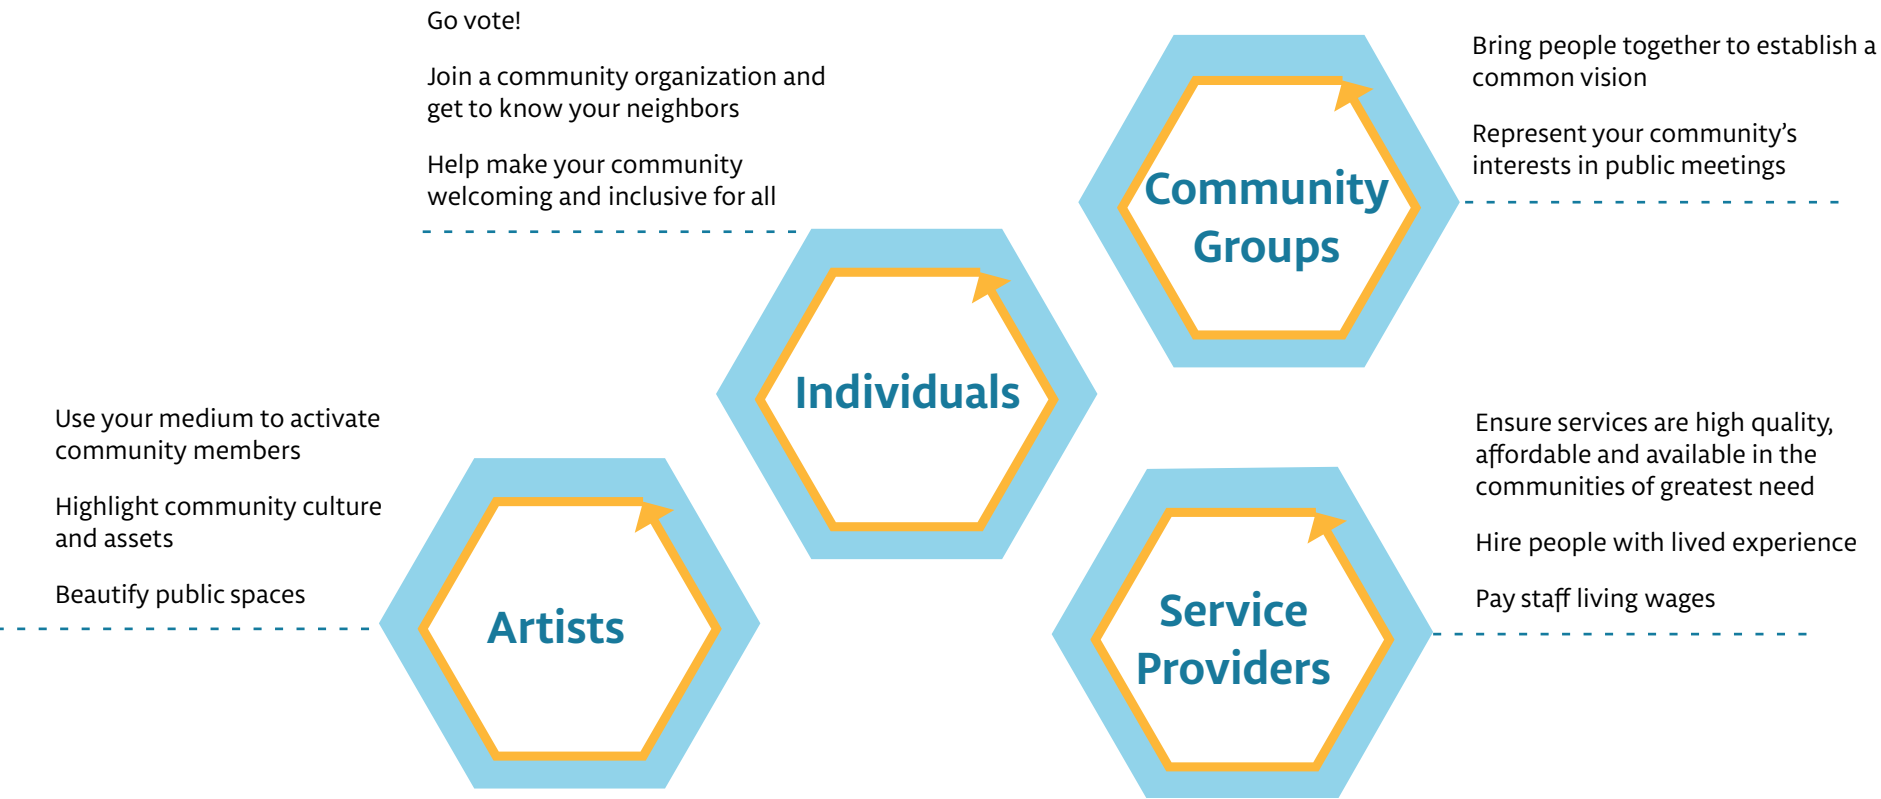 Go vote!
Join a community organization and
get to know your neighbors
Help make your community
welcoming and inclusive for all
Individuals
Bring people together to establish a
common vision
Represent your community’s
interests in public meetings
Community
Groups
Use your medium to activate
community members
Highlight community culture
and assets
Beautify public spaces
Artists
Ensure services are high quality,
affordable and available in the
communities of greatest need
Hire people with lived experience
Pay staff living wages
Service
Providers